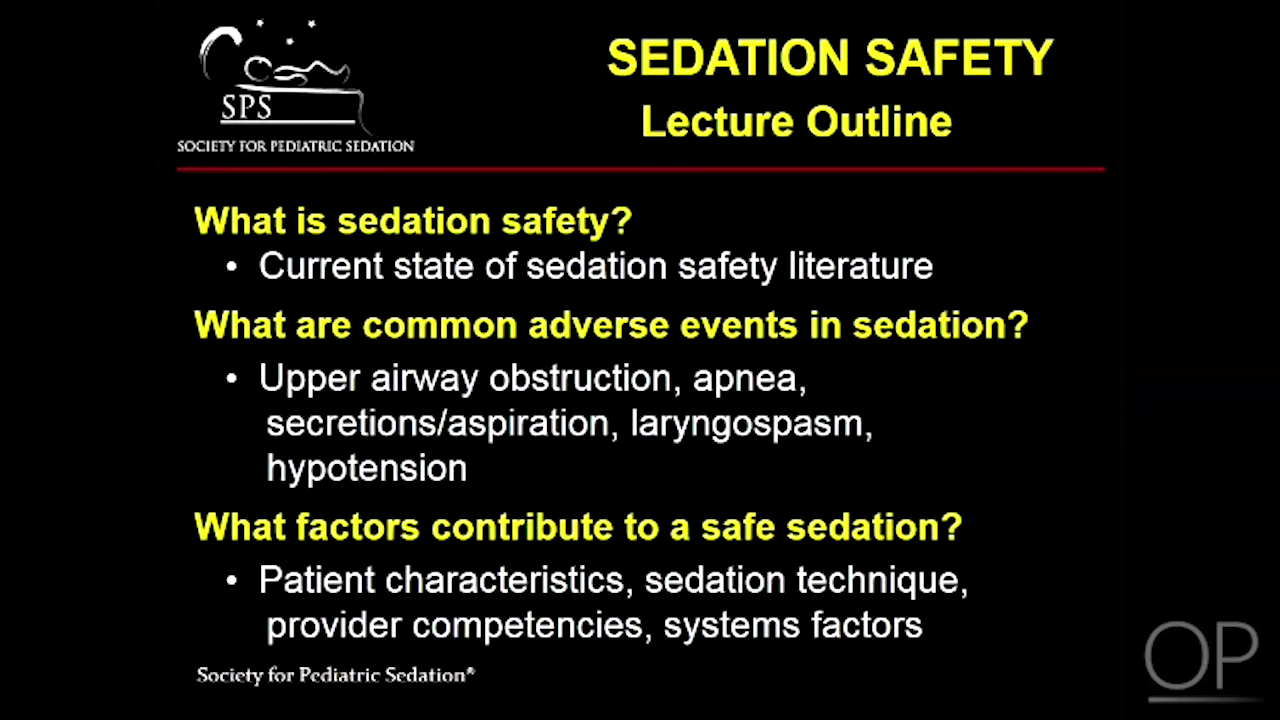 SPS
SOCIETY FOR PEDIATRIC SEDATION
SEDATION SAFETY
Lecture Outline
What is sedation safety?
• Current state of sedation safety literature
What are common adverse events in sedation?
• Upper airway obstruction, apnea,
secretions/aspiration, laryngospasm,
hypotension
What factors contribute to a safe sedation?
• Patient characteristics, sedation technique,
provider competencies, systems factors
Society for Pediatric Sedation®
OP